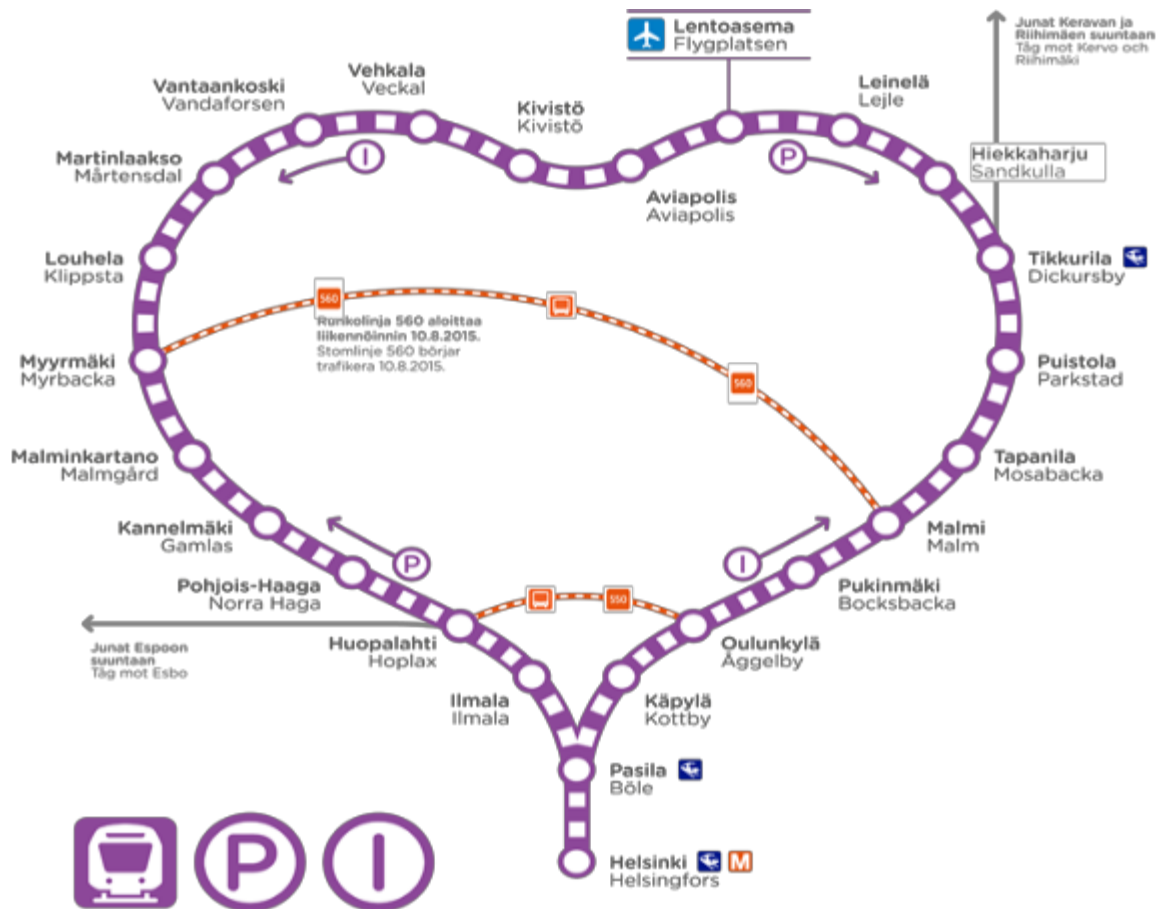 Lentoasema
Flygplatsen
Junat Keravan ja
Riihimäen suuntaan
Tåg mot Kervo och
Riihimäki
Vehkala
Veckal
Vantaankoski
Vandaforsen
Kivistö
Kivistö
Leinelä
Lejle
Martinlaakso
Mårtensdal
I
P
Hiekkaharju
Sandkulla
Aviapolis
Aviapolis
Louhela
Klippsta
Tikkurila
Dickursby
560
Runkolinja 560 aloittaa
liikennöinnin 10.8.2015.
Stomlinje 560 börjar
trafikera 10.8.2015.
Myyrmäki
Myrbacka
Puistola
Parkstad
560
Malminkartano
Malmgård
Tapanila
Mosabacka
Kannelmäki
Gamlas
Malmi
Malm
P
I
Pohjois-Haaga
Norra Haga
Pukinmäki
Bocksbacka
550
Huopalahti
Hoplax
Oulunkylä
Åggelby
Junat Espoon
suuntaan
Tåg mot Esbo
Ilmala
Ilmala
Käpylä
Kottby
Pasila
Böle
P
I
Helsinki M
Helsingfors